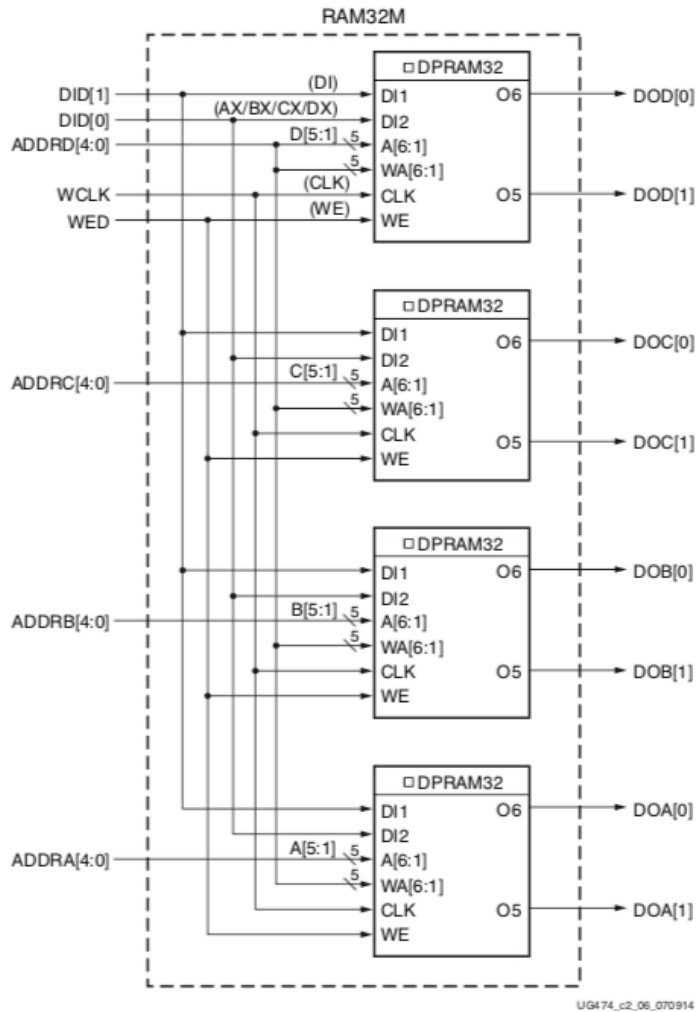 RAM32M
DPRAM32
DID[1] (DI) DI1 O6 DOD[0]
DID[0] (AX/BX/CX/DX) DI2
ADDRD[4:0] D[5:1] 5 A[6:1]
5 WA[6:1]
WCLK (CLK) CLK O5 DOD[1]
WED (WE) WE
DPRAM32
DI1 O6 DOC[0]
DI2
ADDRC[4:0] C[5:1] 5 A[6:1]
5 WA[6:1]
CLK O5 DOC[1]
WE
DPRAM32
DI1 O6 DOB[0]
DI2
ADDRB[4:0] B[5:1] 5 A[6:1]
5 WA[6:1]
CLK O5 DOB[1]
WE
DPRAM32
DI1 O6 DOA[0]
DI2
ADDRA[4:0] A[5:1] 5 A[6:1]
5 WA[6:1]
CLK O5 DOA[1]
WE
UG474_c2_06_070914